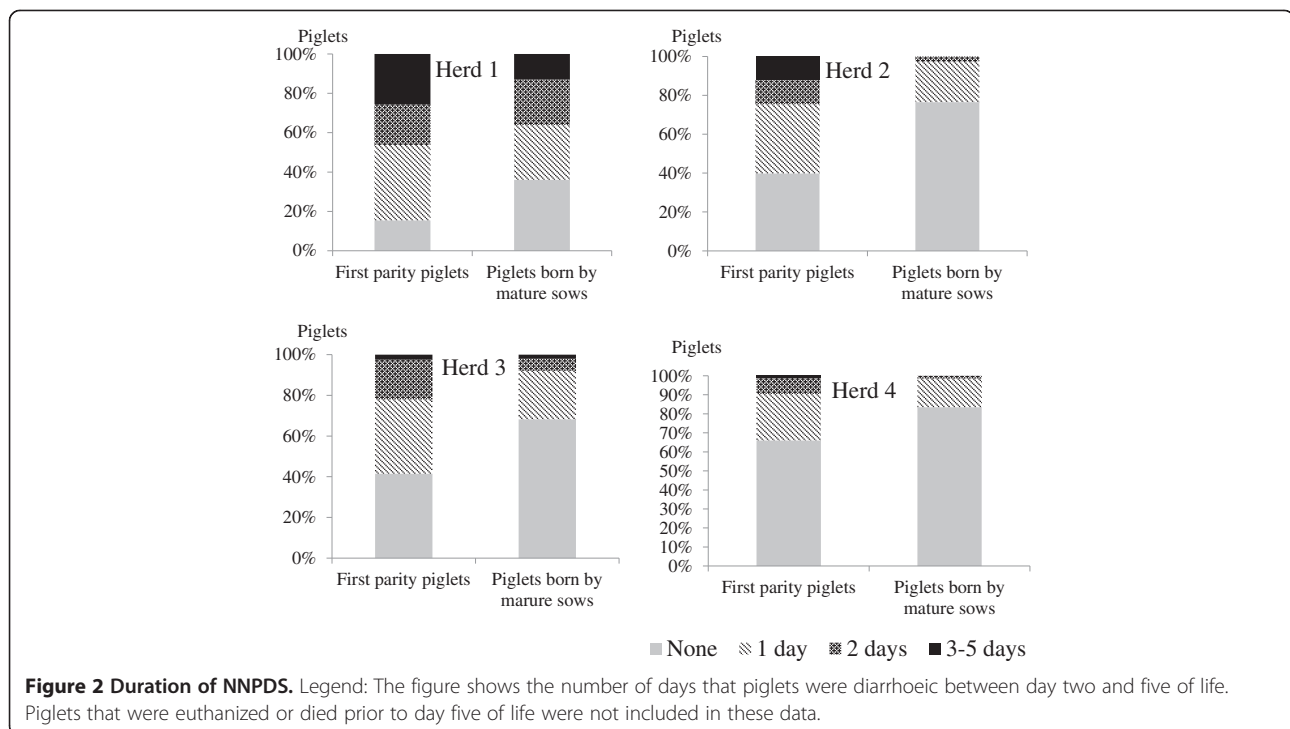 Piglets
100%
80%
60%
40%
20%
0%
Herd 1
First parity piglets
Piglets born by
mature sows
Piglets
100%
80%
60%
40%
20%
0%
Herd 2
First parity piglets
Piglets born by
mature sows
Piglets
100%
80%
60%
40%
20%
0%
Herd 3
First parity piglets
Piglets born by
marure sows
Piglets
100%
90%
80%
70%
60%
50%
40%
30%
20%
10%
0%
Herd 4
First parity piglets
Piglets born by
mature sows
None 1 day 2 days 3-5 days
Figure 2 Duration of NNPDS. Legend: The figure shows the number of days that piglets were diarrhoeic between day two and five of life.
Piglets that were euthanized or died prior to day five of life were not included in these data.